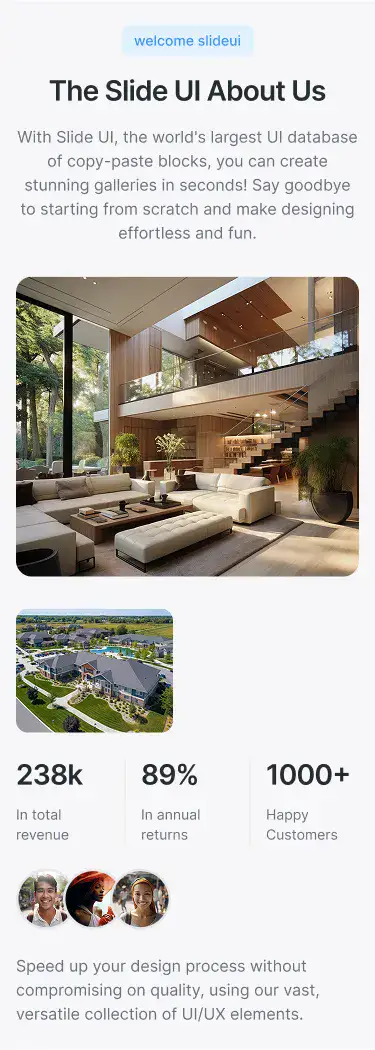 welcome slideui
The Slide UI About Us
With Slide UI, the world's largest UI database
of copy-paste blocks, you can create
stunning galleries in seconds! Say goodbye
to starting from scratch and make designing
effortless and fun.
238k
In total
revenue
89%
In annual
returns
1000+
Happy
Customers
Speed up your design process without
compromising on quality, using our vast,
versatile collection of UI/UX elements.